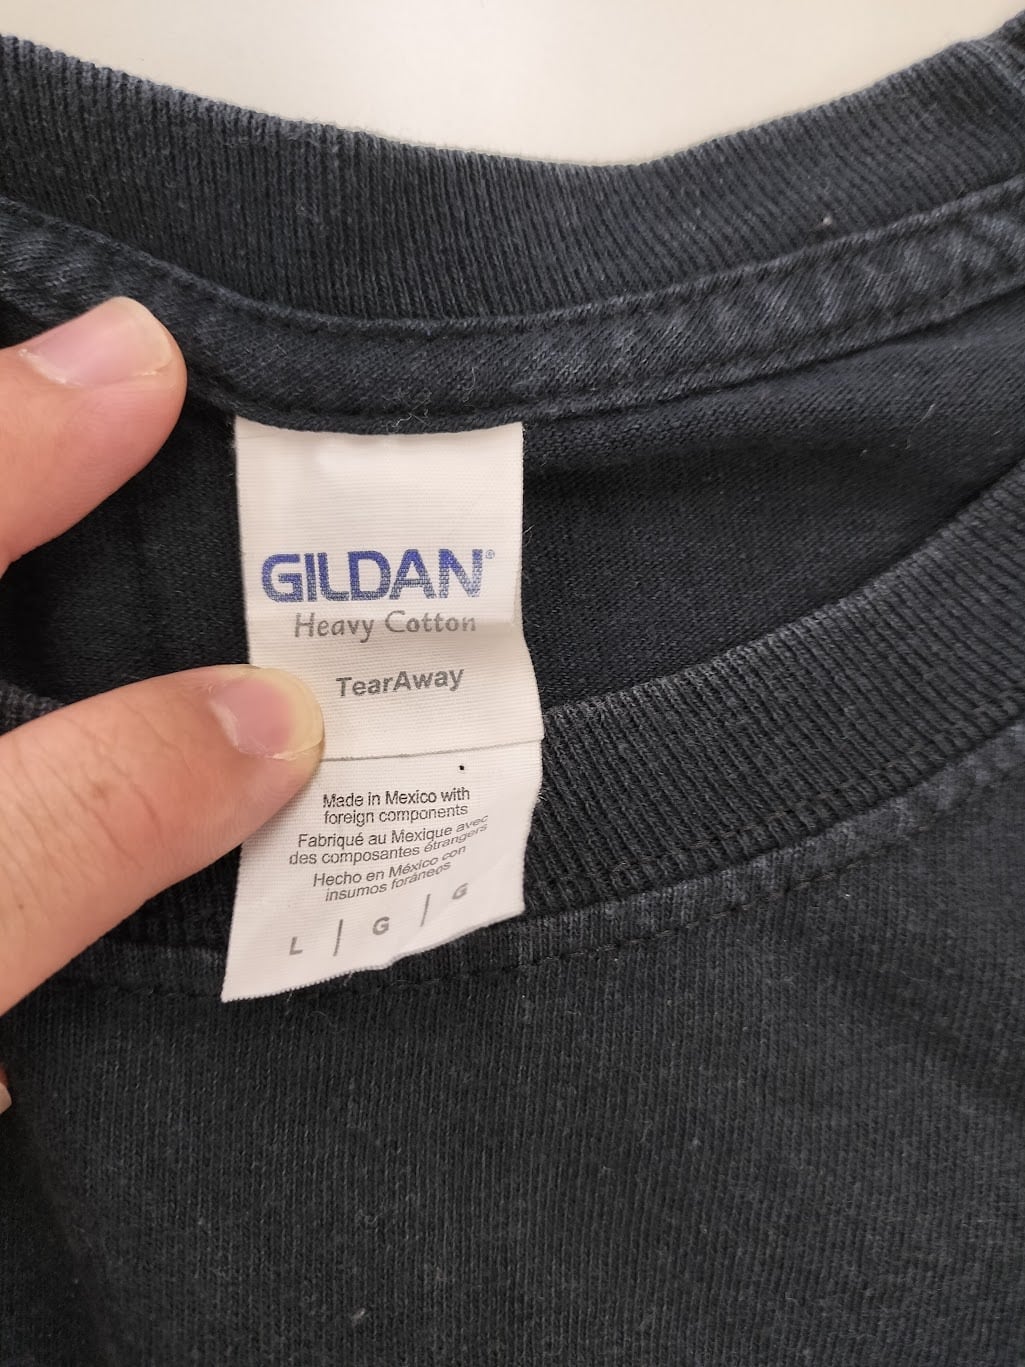 GILDAN®
Heavy Cotton
TearAway
Made in Mexico with
foreign components
Fabriqué au Mexique avec
des composantes étrangers
Hecho en México con
insumos foráneos
L | G | G